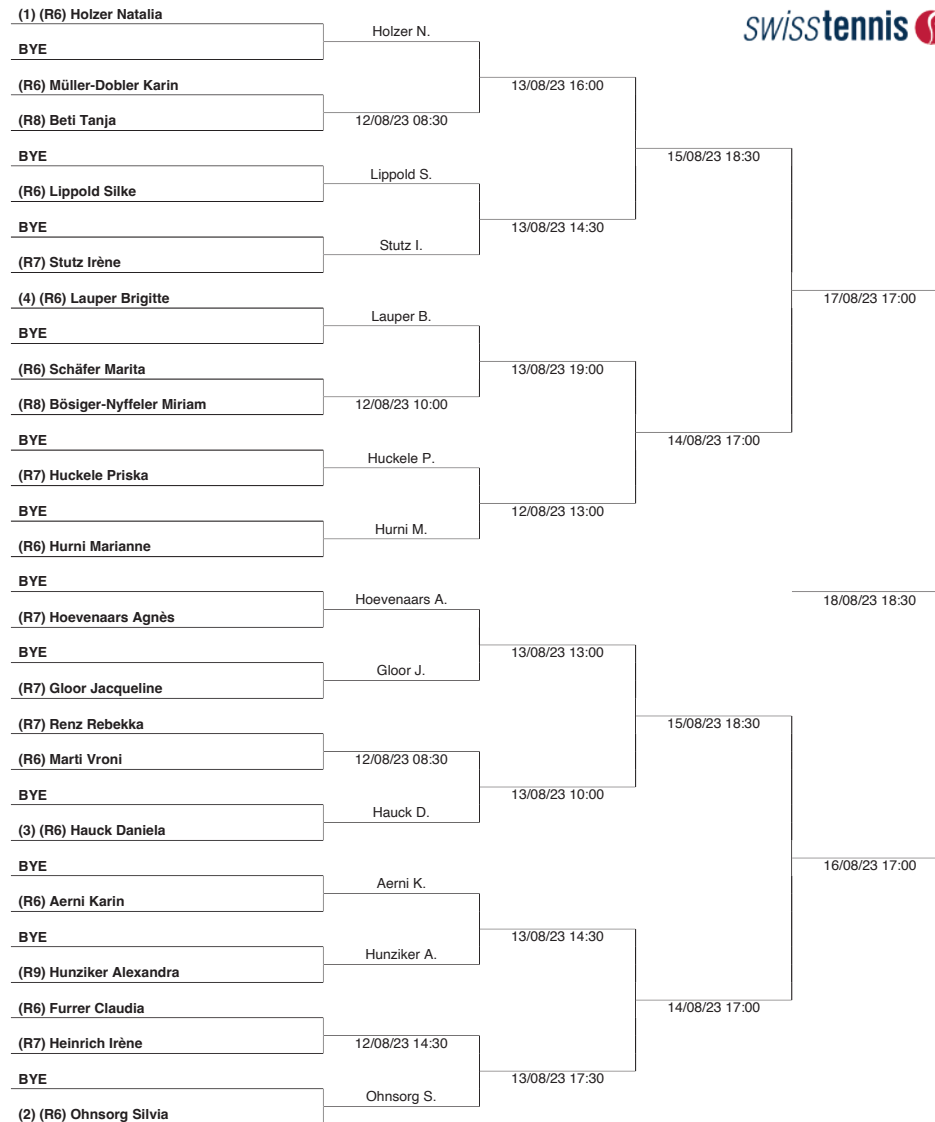 (1) (R6) Holzer Natalia
swisstennis
Holzer N.
BYE
(R6) Müller-Dobler Karin
13/08/23 16:00
(R8) Beti Tanja
12/08/23 08:30
BYE
15/08/23 18:30
Lippold S.
(R6) Lippold Silke
BYE
13/08/23 14:30
Stutz I.
(R7) Stutz Irène
(4) (R6) Lauper Brigitte
17/08/23 17:00
Lauper B.
BYE
(R6) Schäfer Marita
13/08/23 19:00
(R8) Bösiger-Nyffeler Miriam
12/08/23 10:00
BYE
14/08/23 17:00
Huckele P.
(R7) Huckele Priska
BYE
12/08/23 13:00
Hurni M.
(R6) Hurni Marianne
BYE
Hoevenaars A.
18/08/23 18:30
(R7) Hoevenaars Agnès
BYE
13/08/23 13:00
Gloor J.
(R7) Gloor Jacqueline
(R7) Renz Rebekka
15/08/23 18:30
(R6) Marti Vroni
12/08/23 08:30
BYE
13/08/23 10:00
Hauck D.
(3) (R6) Hauck Daniela
BYE
16/08/23 17:00
Aerni K.
(R6) Aerni Karin
BYE
13/08/23 14:30
Hunziker A.
(R9) Hunziker Alexandra
(R6) Furrer Claudia
14/08/23 17:00
(R7) Heinrich Irène
12/08/23 14:30
BYE
13/08/23 17:30
Ohnsorg S.
(2) (R6) Ohnsorg Silvia